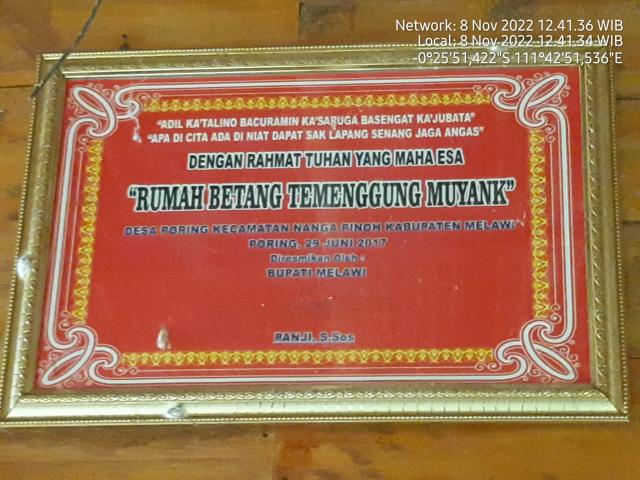 Network: 8 Nov 2022 12.41.36 WIB
Local: 8 Nov 2022 12.41.34 WIB
-0°25'51,422"S 111°42'51,536"E
"ADIL KA'TALINO BACURAMIN KA'SARUGA BASENGAT KA'JUBATA"
"APA DI CITA ADA DI NIAT DAPAT SAK LAPANG SENANG JAGA ANGAS"
DENGAN RAHMAT TUHAN YANG MAHA ESA
"RUMAH BETANG TEMENGGUNG MUYANK"
DESA PORING KECAMATAN NANGA PINOH KABUPATEN MELAWI
PORING, 29 JUNI 2017
Diresmikan Oleh :
BUPATI MELAWI
PANJI, S.Sos